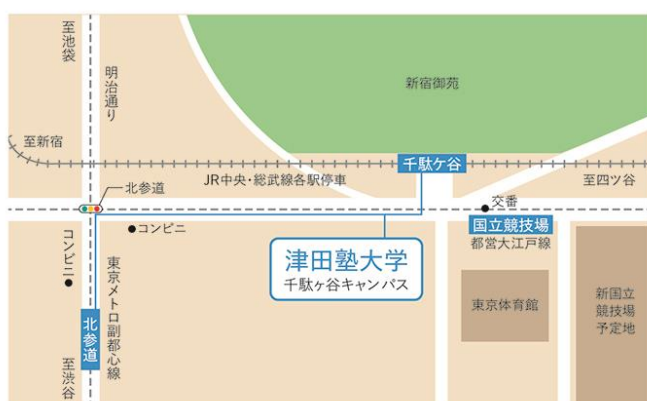 至池袋
明治通り
新宿御苑
至新宿
千駄ケ谷
JR中央・総武線各駅停車
至四ツ谷
北参道
交番
コンビニ
国立競技場
都営大江戸線
コンビニ
津田塾大学
千駄ヶ谷キャンパス
東京メトロ副都心線
北参道
東京体育館
新国立
競技場
予定地
至渋谷